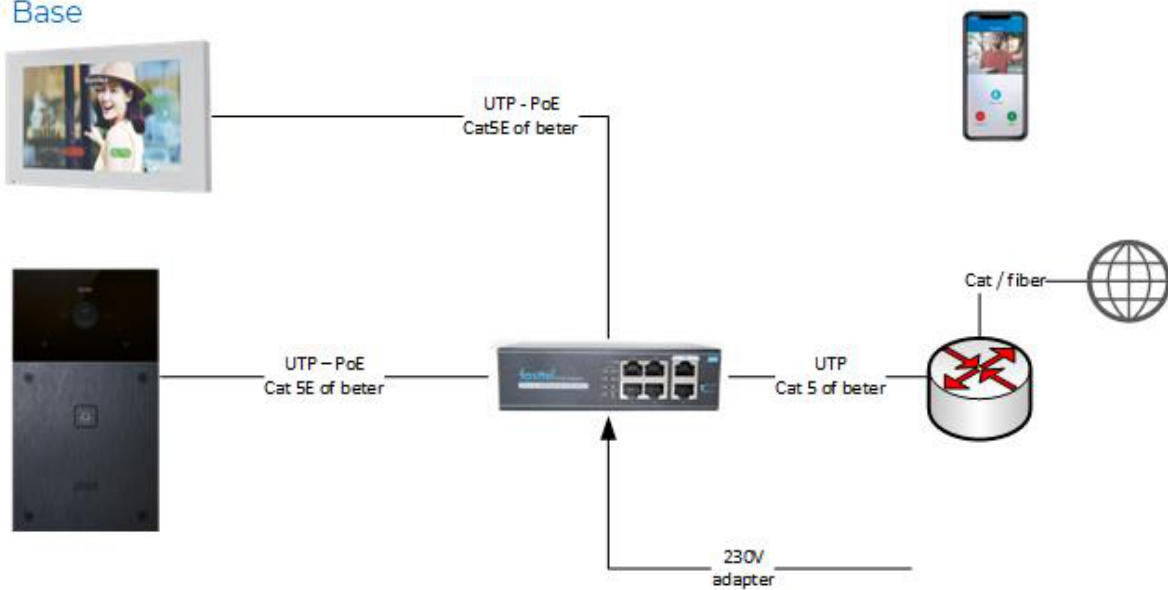 Base
UTP - PoE
Cat5E of beter
Cat / fiber
UTP – PoE
Cat 5E of beter
fasttel
UTP
Cat 5 of beter
230V
adapter